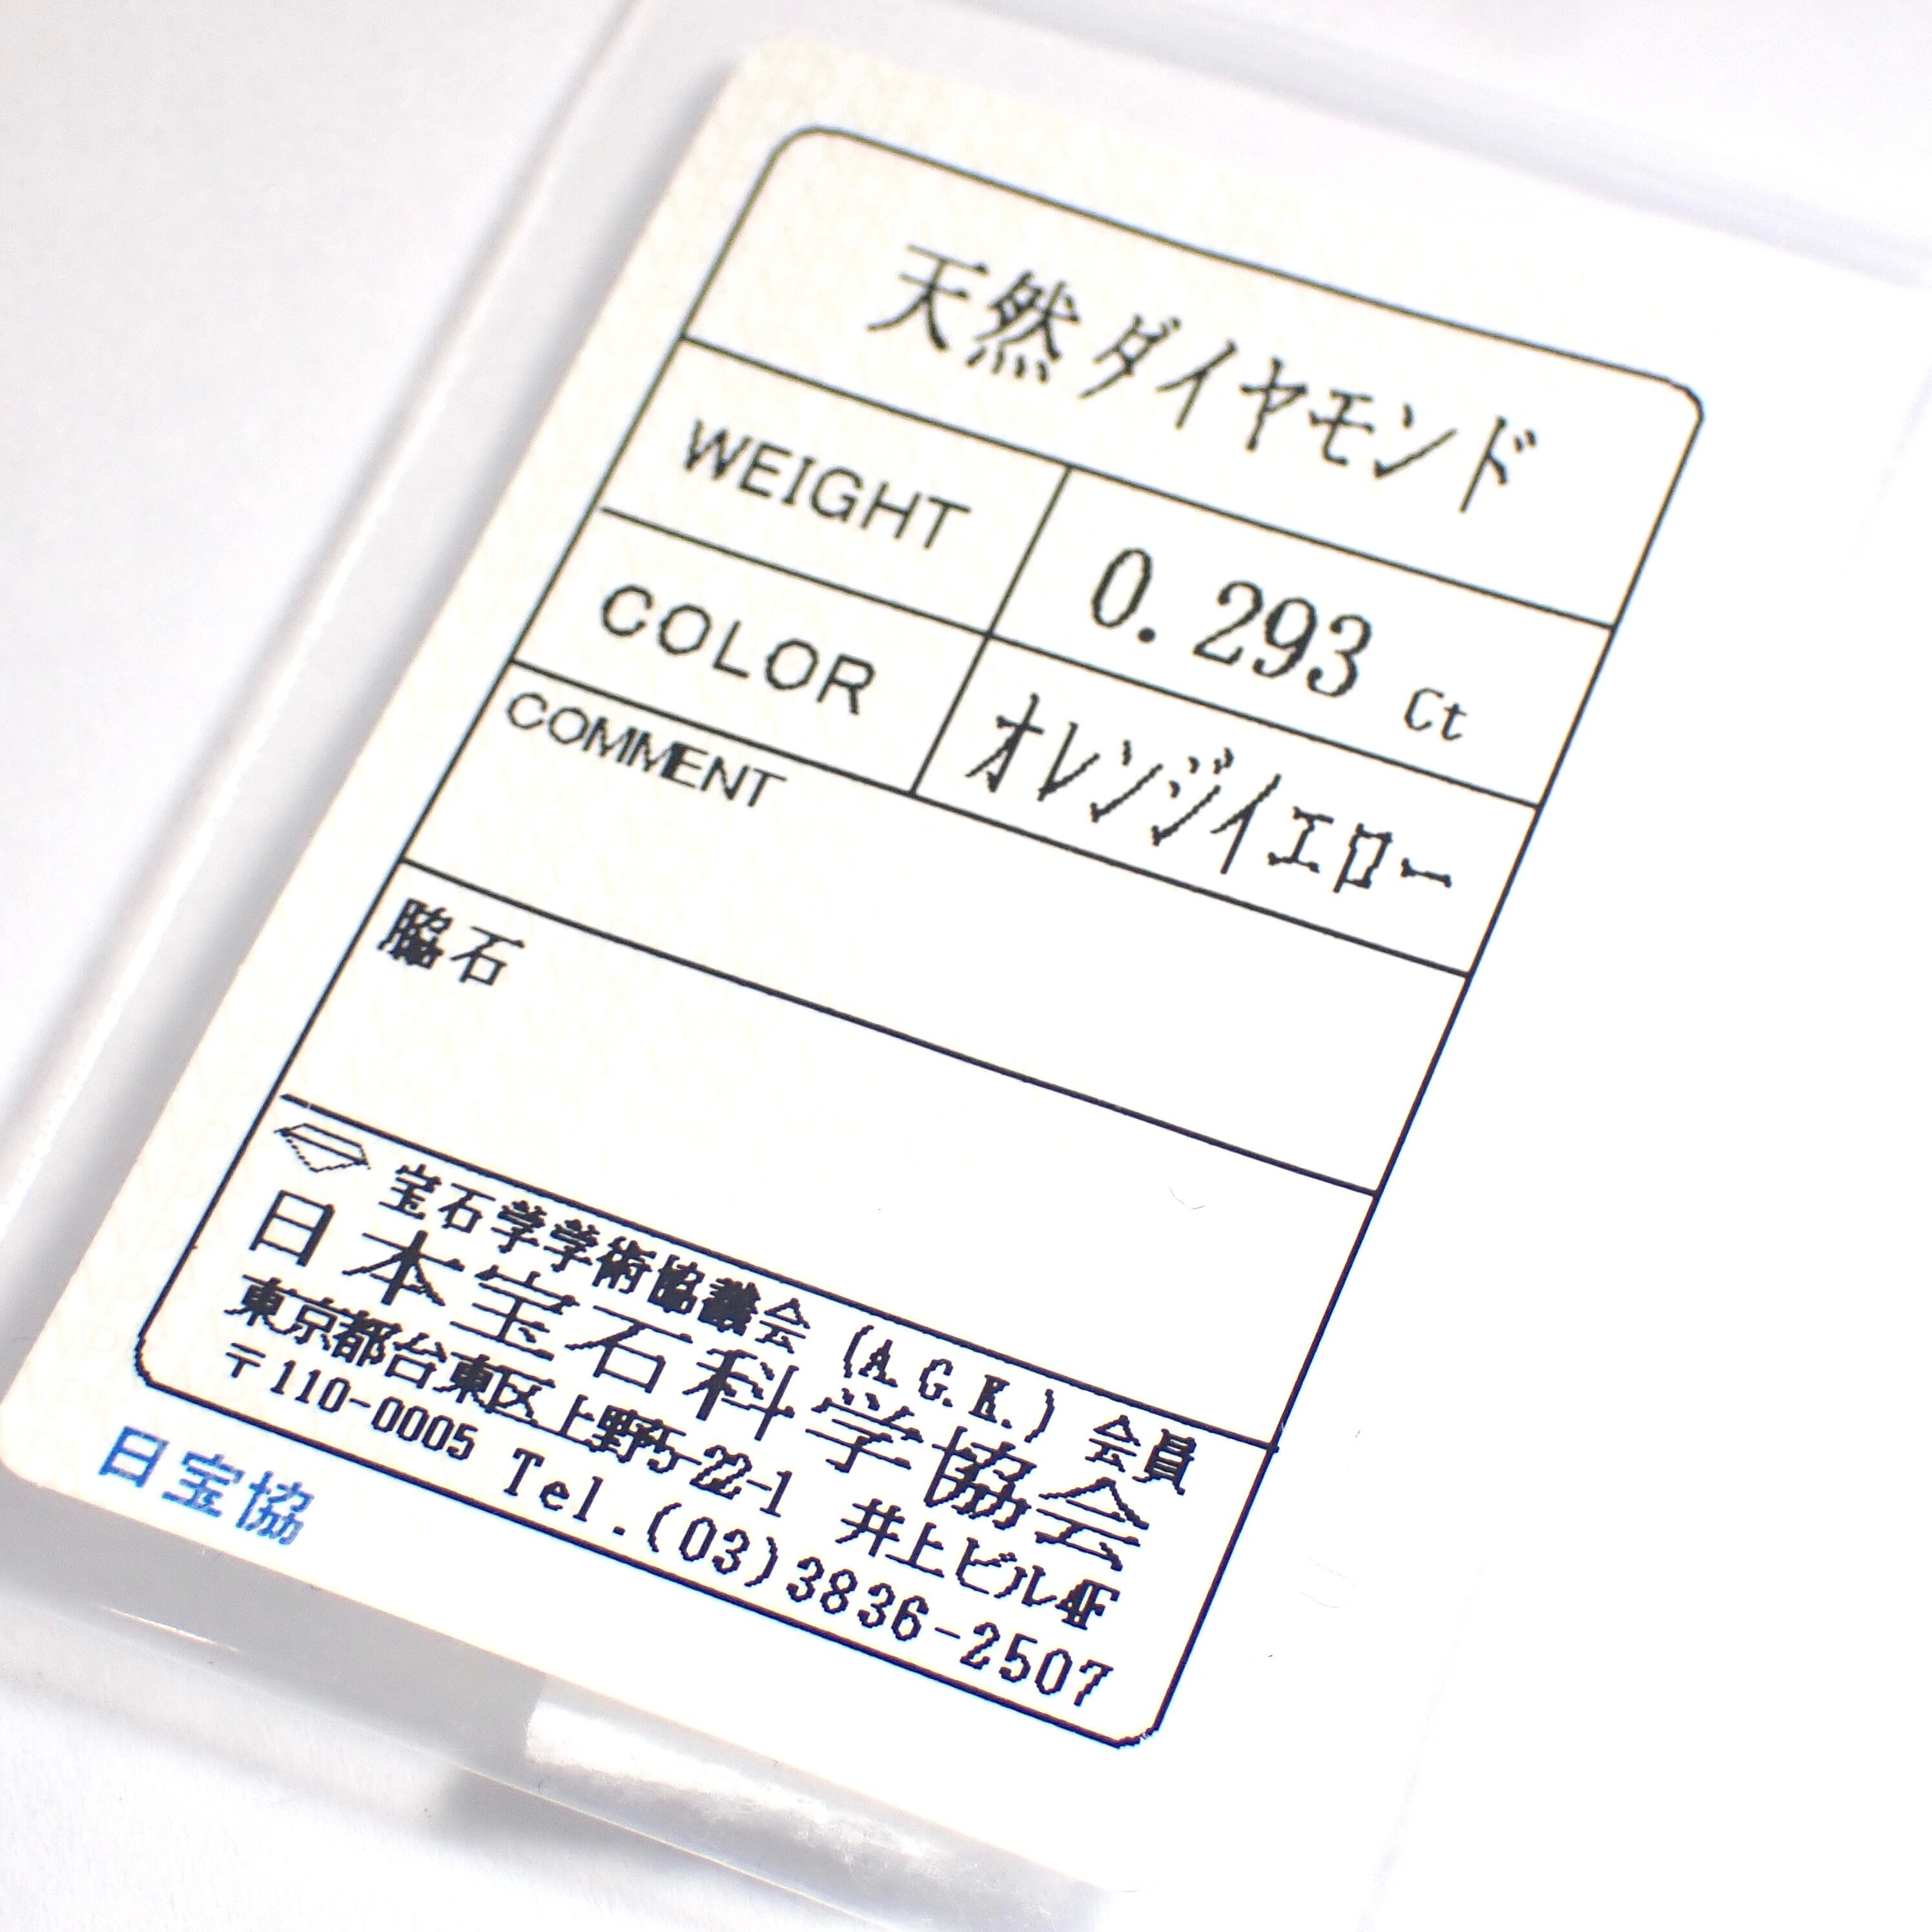 天然ダイヤモンド
WEIGHT 0.293 ct
COLOR オレンジイエロー
COMMENT
脇石
宝石学学術協議会 (A.G.K.) 会員
日本宝石科学協会
東京都台東区上野5-22-1 井上ビル4F
〒110-0005 Tel.(03)3836-2507
日宝協